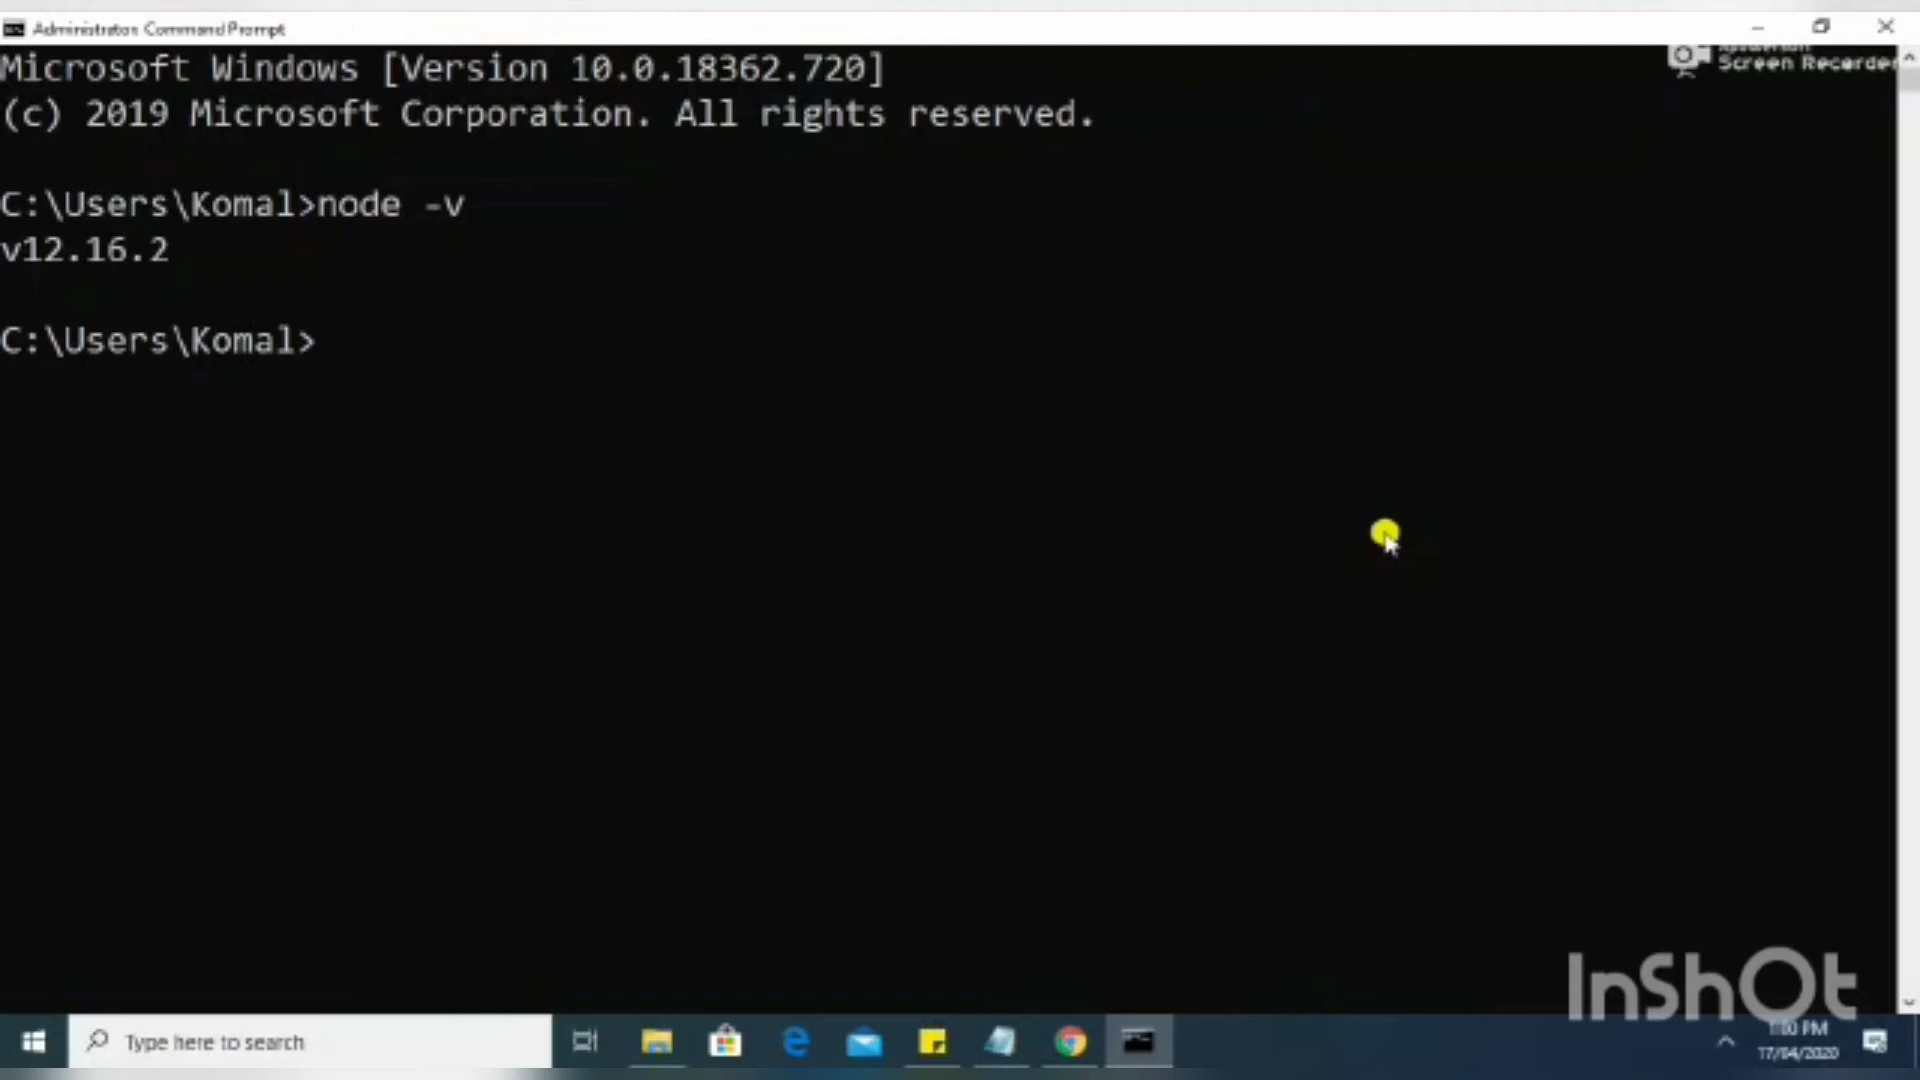 Administrator: Command Prompt
Screen Recorder
Microsoft Windows [Version 10.0.18362.720]
(c) 2019 Microsoft Corporation. All rights reserved.
C:\Users\Komal>node -v
v12.16.2
C:\Users\Komal>
InShOt
Type here to search
1:00 PM
17/04/2020